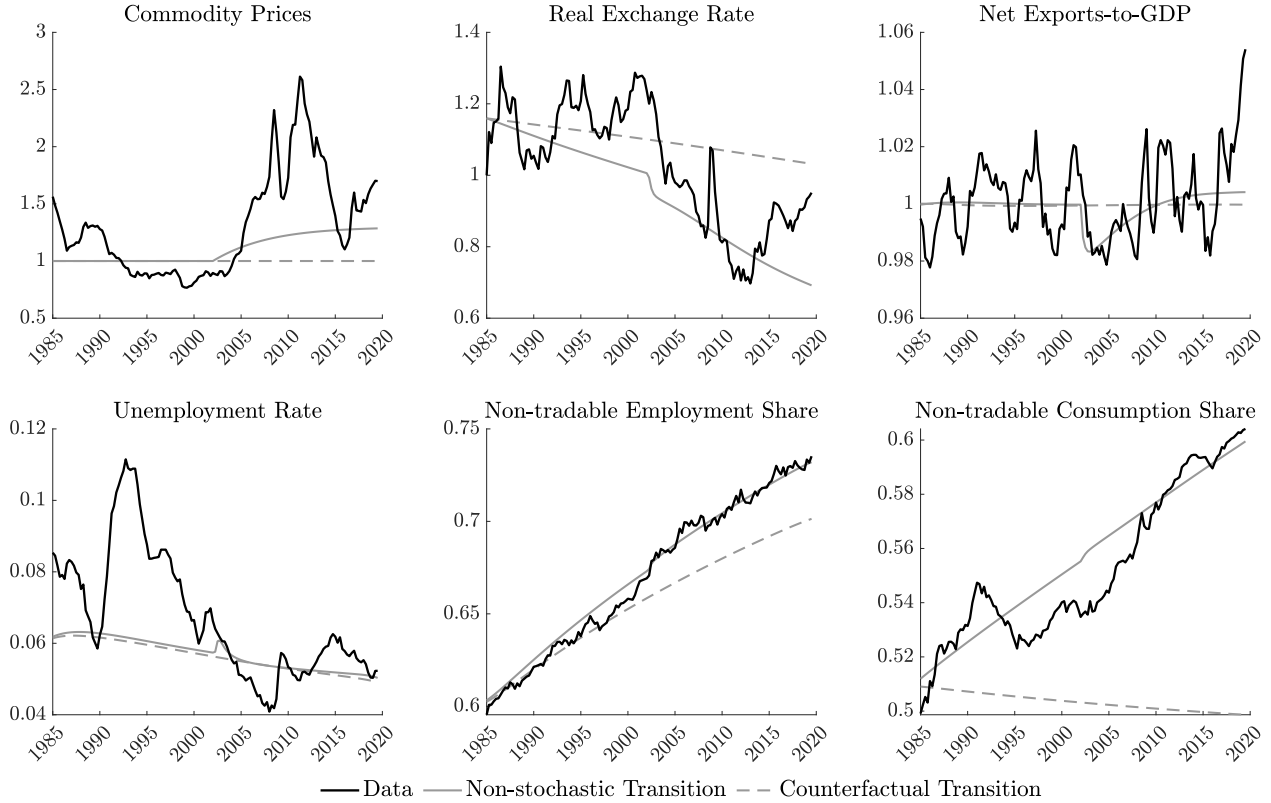 Commodity Prices
3
2.5
2
1.5
1
0.5
1985 1990 1995 2000 2005 2010 2015 2020
Real Exchange Rate
1.4
1.2
1
0.8
0.6
1985 1990 1995 2000 2005 2010 2015 2020
Net Exports-to-GDP
1.06
1.04
1.02
1
0.98
0.96
1985 1990 1995 2000 2005 2010 2015 2020
Unemployment Rate
0.12
0.1
0.08
0.06
0.04
1985 1990 1995 2000 2005 2010 2015 2020
Non-tradable Employment Share
0.75
0.7
0.65
0.6
1985 1990 1995 2000 2005 2010 2015 2020
Non-tradable Consumption Share
0.6
0.58
0.56
0.54
0.52
0.5
1985 1990 1995 2000 2005 2010 2015 2020
Data Non-stochastic Transition Counterfactual Transition